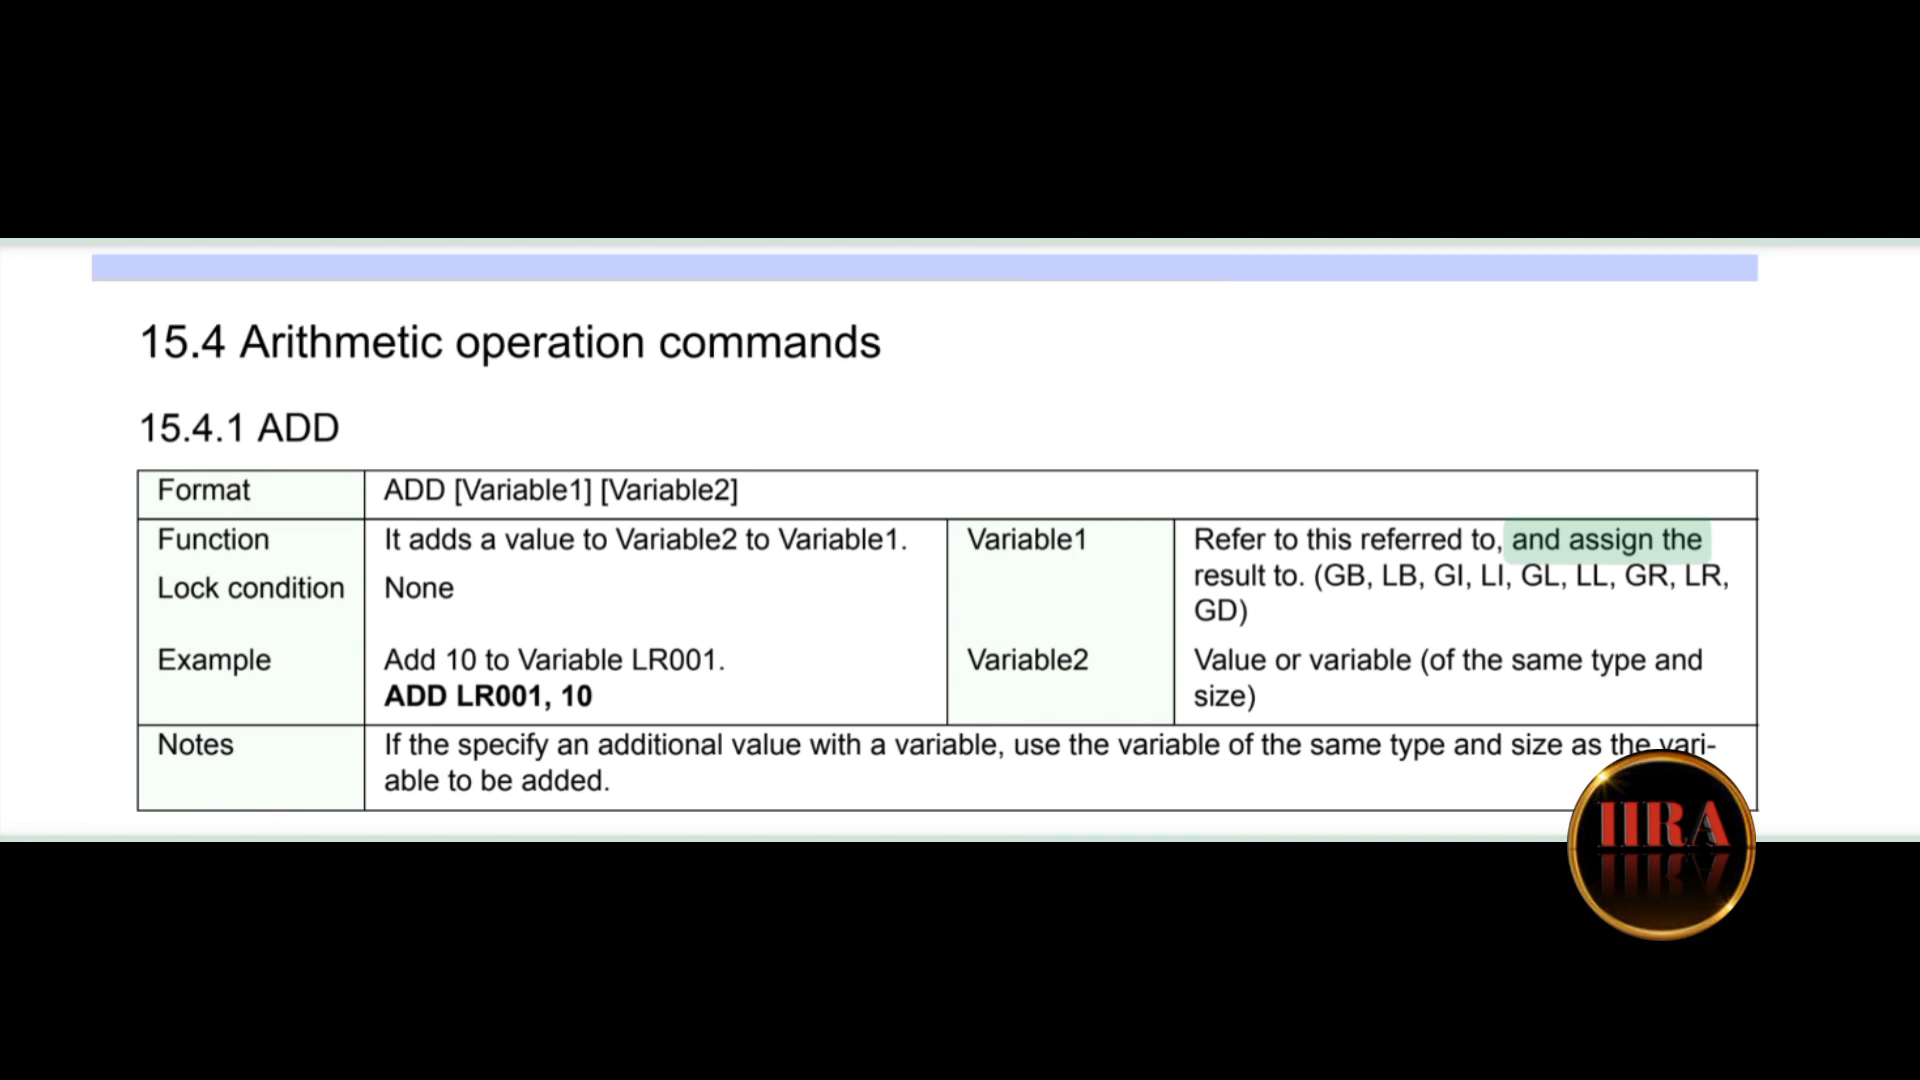 15.4 Arithmetic operation commands
15.4.1 ADD
Format ADD [Variable1] [Variable2]
Function It adds a value to Variable2 to Variable1. Variable1 Refer to this referred to, and assign the
result to. (GB, LB, GI, LI, GL, LL, GR, LR,
GD)
Lock condition None
Example Add 10 to Variable LR001. Variable2 Value or variable (of the same type and
ADD LR001, 10 size)
Notes If the specify an additional value with a variable, use the variable of the same type and size as the vari-
able to be added.
IIRA